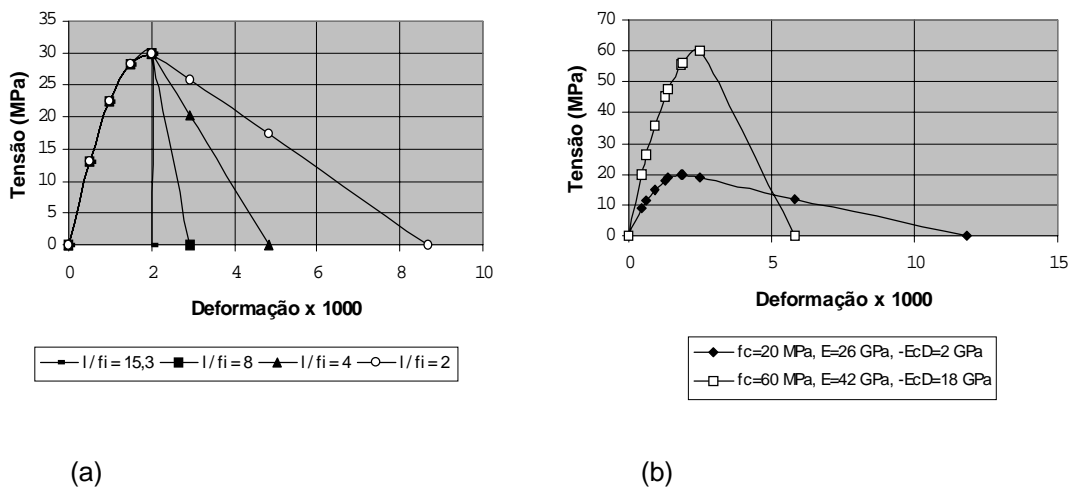 35
30
25
20
15
10
5
0
Tensão (MPa)
0 2 4 6 8 10
Deformação x 1000
l / fi = 15,3 l / fi = 8 l / fi = 4 l / fi = 2
(a)
70
60
50
40
30
20
10
0
Tensão (MPa)
0 5 10 15
Deformação x 1000
fc=20 MPa, E=26 GPa, -EcD=2 GPa
fc=60 MPa, E=42 GPa, -EcD=18 GPa
(b)